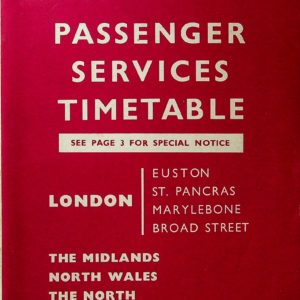 PASSENGER
SERVICES
TIMETABLE
SEE PAGE 3 FOR SPECIAL NOTICE
LONDON
EUSTON
ST. PANCRAS
MARYLEBONE
BROAD STREET
THE MIDLANDS
NORTH WALES
THE NORTH